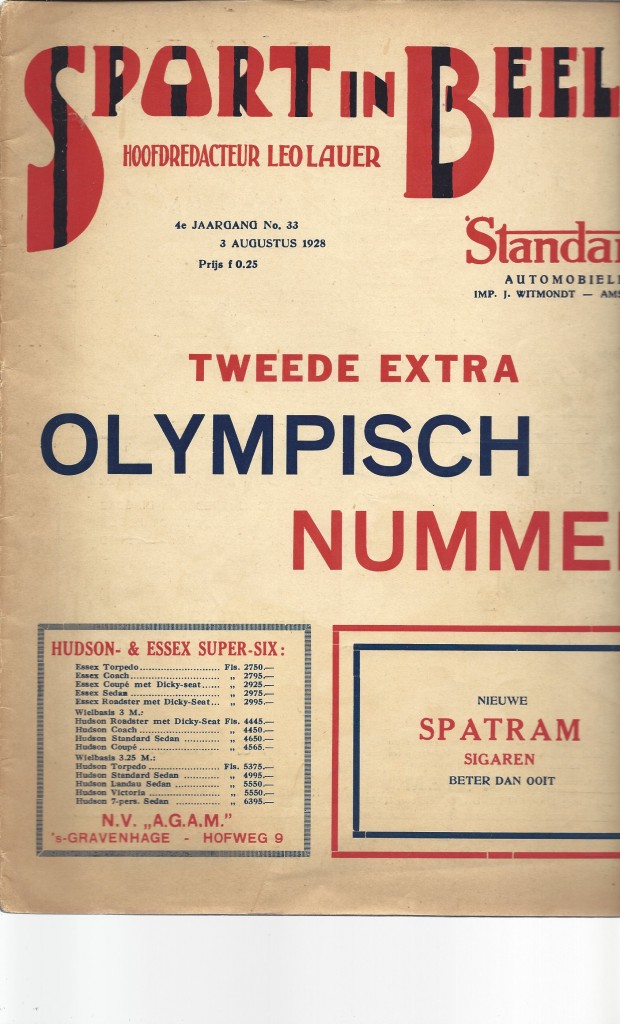 SPORT IN BEEL
HOOFDREDACTEUR LEO LAUER
4e JAARGANG No. 33
3 AUGUSTUS 1928
Prijs f 0.25
Standar
AUTOMOBIEL
IMP. J. WITMONDT — AMS
TWEEDE EXTRA
OLYMPISCH
NUMME
HUDSON- & ESSEX SUPER-SIX:
Essex Torpedo.......................... Fls. 2750.—
Essex Coach............................. „ 2795.—
Essex Coupé met Dicky-seat...... „ 2925.—
Essex Sedan............................. „ 2975.—
Essex Roadster met Dicky-Seat... „ 2995.—
Wielbasis 3 M.:
Hudson Roadster met Dicky-Seat Fls. 4445.—
Hudson Coach .......................... „ 4450.—
Hudson Standard Sedan ............ „ 4650.—
Hudson Coupé .......................... „ 4565.—
Wielbasis 3.25 M.:
Hudson Torpedo ....................... Fls. 5375.—
Hudson Standard Sedan ............ „ 4995.—
Hudson Landau Sedan ............... „ 5550.—
Hudson Victoria ........................ „ 5550.—
Hudson 7-pers. Sedan ............... „ 6395.—
N.V. „A.G.A.M.”
's-GRAVENHAGE - HOFWEG 9
NIEUWE
SPATRAM
SIGAREN
BETER DAN OOIT